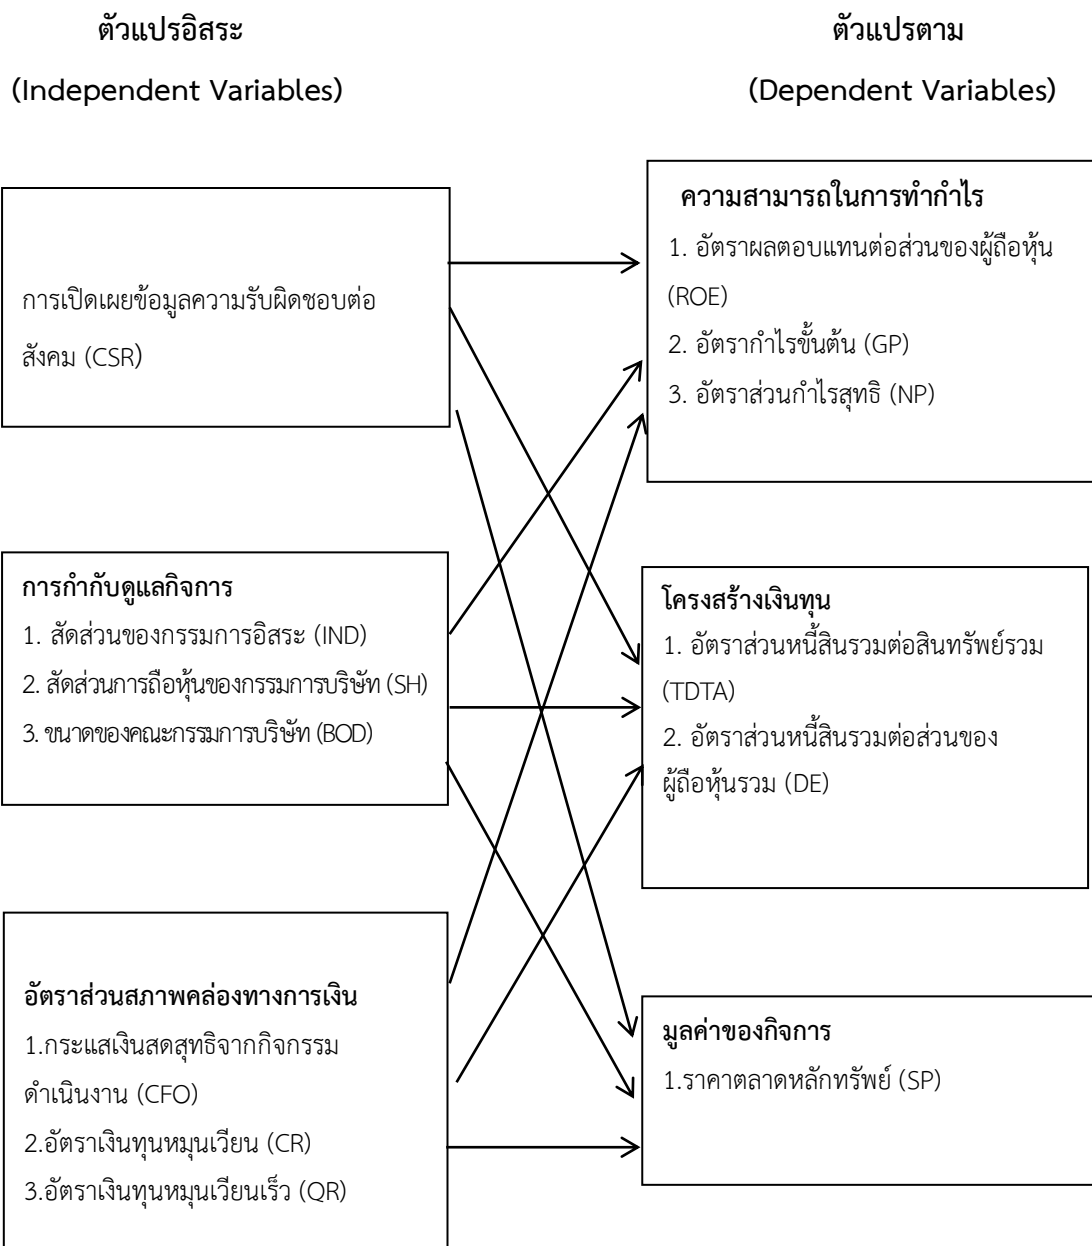 ตัวแปรอิสระ
(Independent Variables)
การเปิดเผยข้อมูลความรับผิดชอบต่อ
สังคม (CSR)
การกำกับดูแลกิจการ
1. สัดส่วนของกรรมการอิสระ (IND)
2. สัดส่วนการถือหุ้นของกรรมการบริษัท (SH)
3. ขนาดของคณะกรรมการบริษัท (BOD)
อัตราส่วนสภาพคล่องทางการเงิน
1.กระแสเงินสดสุทธิจากกิจกรรม
ดำเนินงาน (CFO)
2.อัตราเงินทุนหมุนเวียน (CR)
3.อัตราเงินทุนหมุนเวียนเร็ว (QR)
ตัวแปรตาม
(Dependent Variables)
ความสามารถในการทำกำไร
1. อัตราผลตอบแทนต่อส่วนของผู้ถือหุ้น
(ROE)
2. อัตรากำไรขั้นต้น (GP)
3. อัตราส่วนกำไรสุทธิ (NP)
โครงสร้างเงินทุน
1. อัตราส่วนหนี้สินรวมต่อสินทรัพย์รวม
(TDTA)
2. อัตราส่วนหนี้สินรวมต่อส่วนของ
ผู้ถือหุ้นรวม (DE)
มูลค่าของกิจการ
1.ราคาตลาดหลักทรัพย์ (SP)